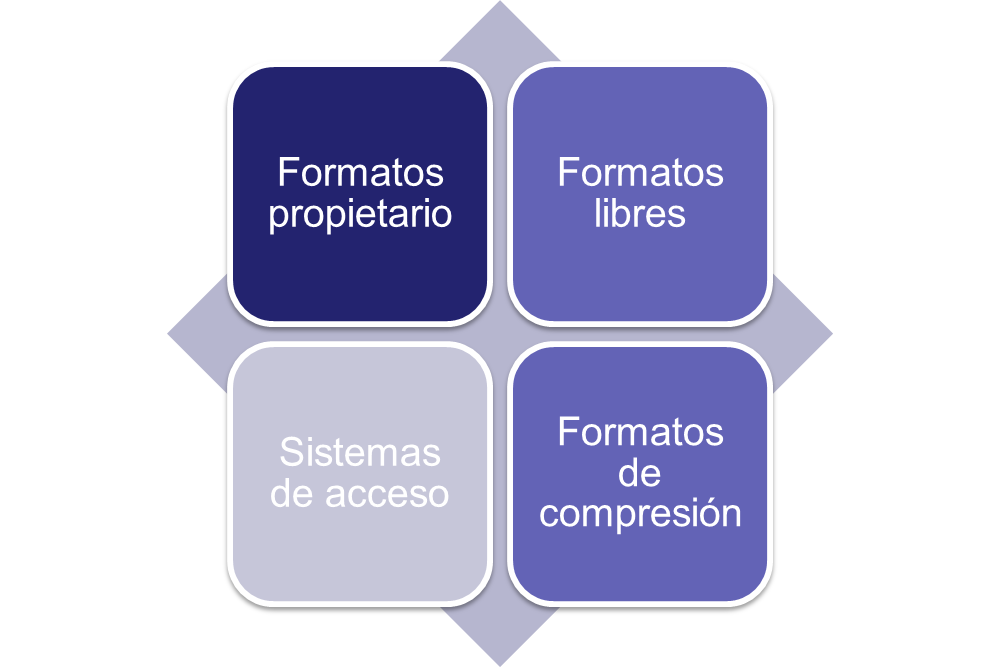 Formatos
propietario
Formatos
libres
Sistemas
de acceso
Formatos
de
compresión